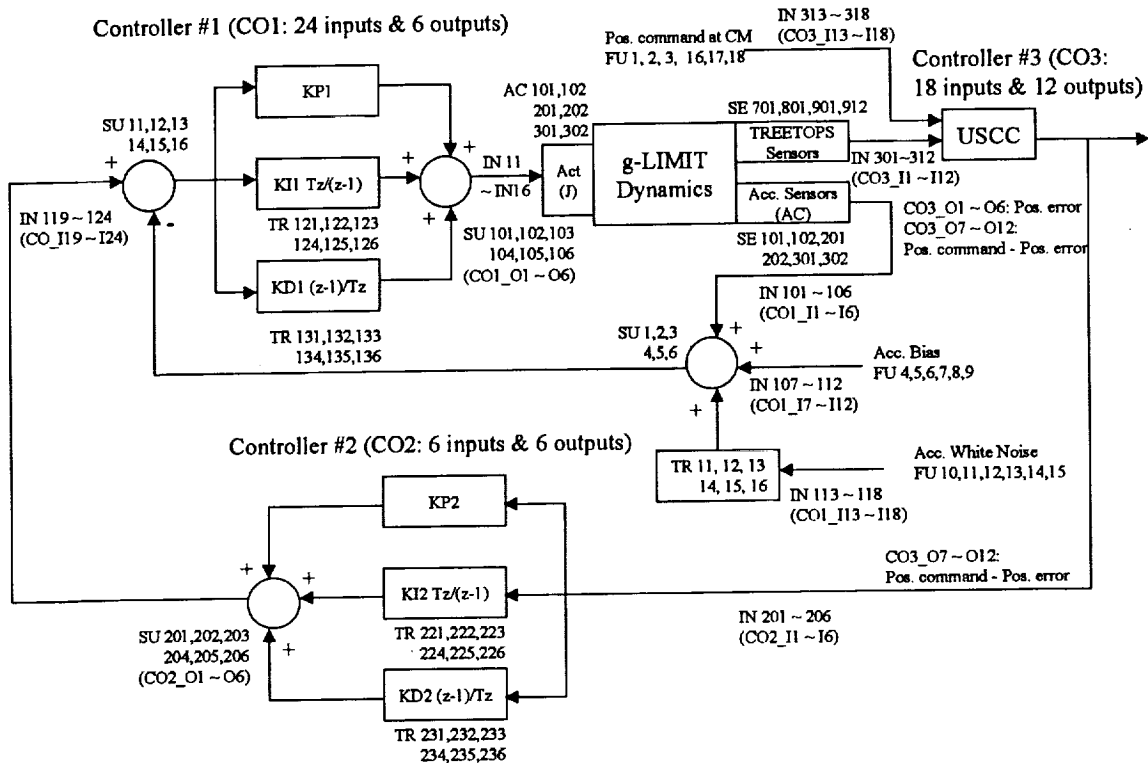 Controller #1 (CO1: 24 inputs & 6 outputs)
KP1
SU 11,12,13
14,15,16
+
-
KI1 Tz/(z-1)
TR 121,122,123
124,125,126
KD1 (z-1)/Tz
TR 131,132,133
134,135,136
IN 119 ~ 124
(CO_I19 ~ I24)
+
+
+
IN 11
~ IN16
SU 101,102,103
104,105,106
(CO1_O1 ~ O6)
AC 101,102
201,202
301,302
Act
(J)
g-LIMIT
Dynamics
Pos. command at CM
FU 1, 2, 3, 16,17,18
IN 313 ~ 318
(CO3_I13 ~ I18)
Controller #3 (CO3:
18 inputs & 12 outputs)
SE 701,801,901,912
TREETOPS
Sensors
USCC
IN 301~312
(CO3_I1 ~ I12)
Acc. Sensors
(AC)
SE 101,102,201
202,301,302
CO3_O1 ~ O6: Pos. error
CO3_O7 ~ O12:
Pos. command - Pos. error
IN 101 ~ 106
(CO1_I1 ~ I6)
SU 1,2,3
4,5,6
+
+
+
Acc. Bias
FU 4,5,6,7,8,9
IN 107 ~ 112
(CO1_I7 ~ I12)
TR 11, 12, 13
14, 15, 16
Acc. White Noise
FU 10,11,12,13,14,15
IN 113 ~ 118
(CO1_I13 ~ I18)
Controller #2 (CO2: 6 inputs & 6 outputs)
KP2
KI2 Tz/(z-1)
TR 221,222,223
224,225,226
KD2 (z-1)/Tz
TR 231,232,233
234,235,236
+
+
+
SU 201,202,203
204,205,206
(CO2_O1 ~ O6)
CO3_O7 ~ O12:
Pos. command - Pos. error
IN 201 ~ 206
(CO2_I1 ~ I6)